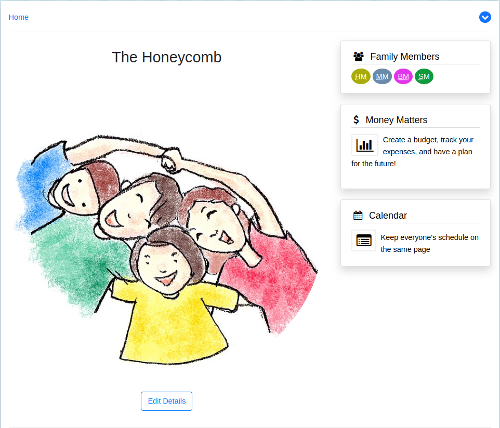 Home
The Honeycomb
Edit Details
Family Members
HM MM BM SM
Money Matters
Create a budget, track your
expenses, and have a plan
for the future!
Calendar
Keep everyone's schedule on
the same page